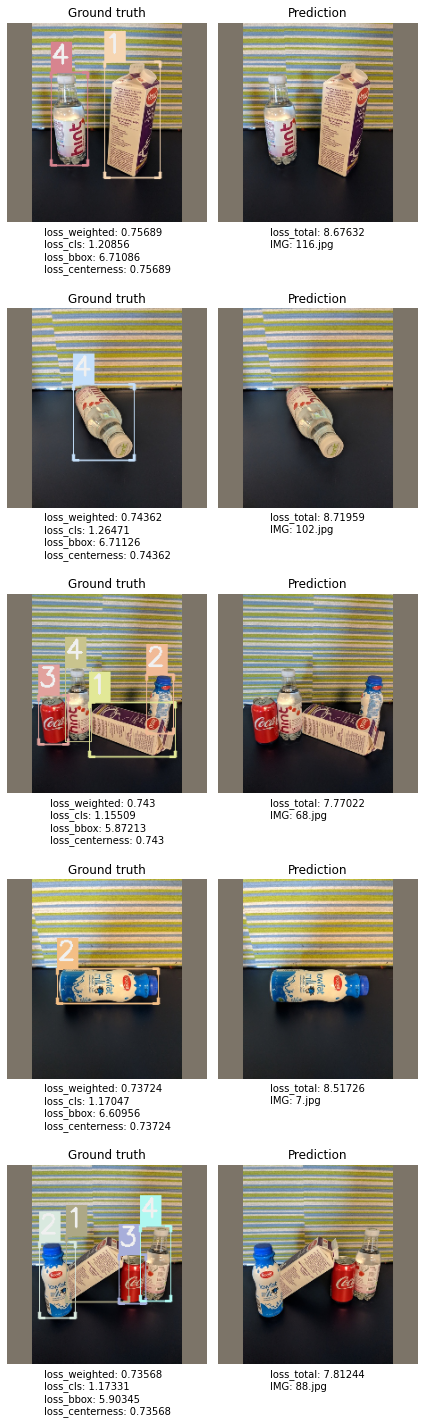 Ground truth
Prediction
4
1
hint
loss_weighted: 0.75689
loss_cls: 1.20856
loss_bbox: 6.71086
loss_centerness: 0.75689
loss_total: 8.67632
IMG: 116.jpg
Ground truth
Prediction
4
loss_weighted: 0.74362
loss_cls: 1.26471
loss_bbox: 6.71126
loss_centerness: 0.74362
loss_total: 8.71959
IMG: 102.jpg
Ground truth
Prediction
3
4
1
2
loss_weighted: 0.743
loss_cls: 1.15509
loss_bbox: 5.87213
loss_centerness: 0.743
loss_total: 7.77022
IMG: 68.jpg
Ground truth
Prediction
2
loss_weighted: 0.73724
loss_cls: 1.17047
loss_bbox: 6.60956
loss_centerness: 0.73724
loss_total: 8.51726
IMG: 7.jpg
Ground truth
Prediction
2
1
3
4
loss_weighted: 0.73568
loss_cls: 1.17331
loss_bbox: 5.90345
loss_centerness: 0.73568
loss_total: 7.81244
IMG: 88.jpg